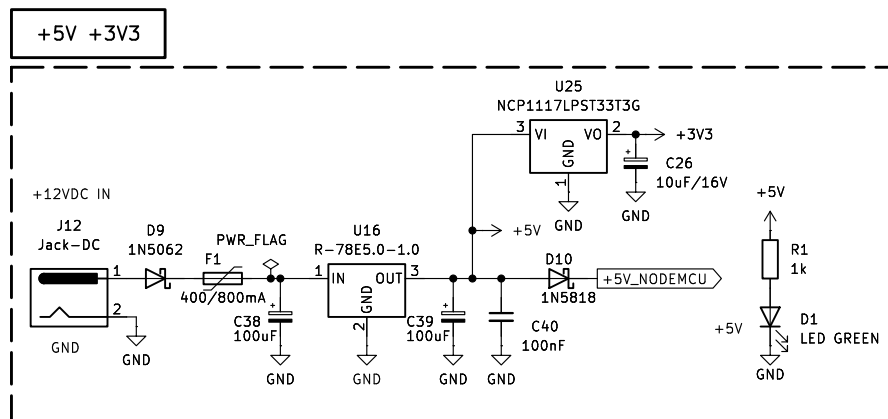 +5V +3V3
U25
NCP1117LPST33T3G
3 VI VO 2
GND
1
+3V3
C26
10uF/16V
GND
GND
+12VDC IN
J12
Jack-DC
1
2
GND
GND
D9
1N5062
PWR_FLAG
F1
400/800mA
C38
100uF
GND
U16
R-78E5.0-1.0
1 IN OUT 3
GND
2
GND
+5V
C39
100uF
GND
C40
100nF
GND
D10
1N5818
+5V_NODEMCU
+5V
R1
1k
+5V
D1
LED GREEN
GND